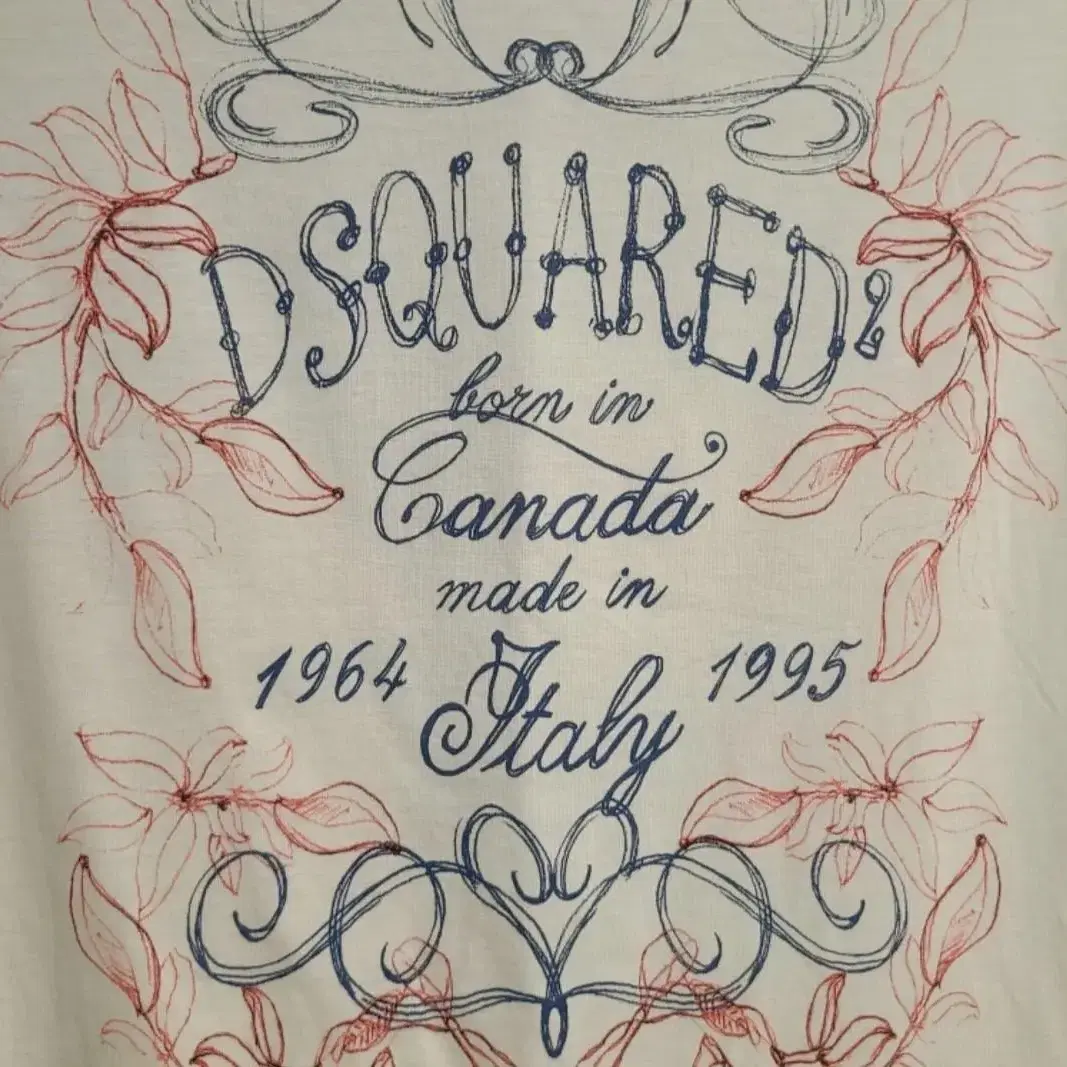 DSQUARED2
born in
Canada
made in
1964 Italy 1995